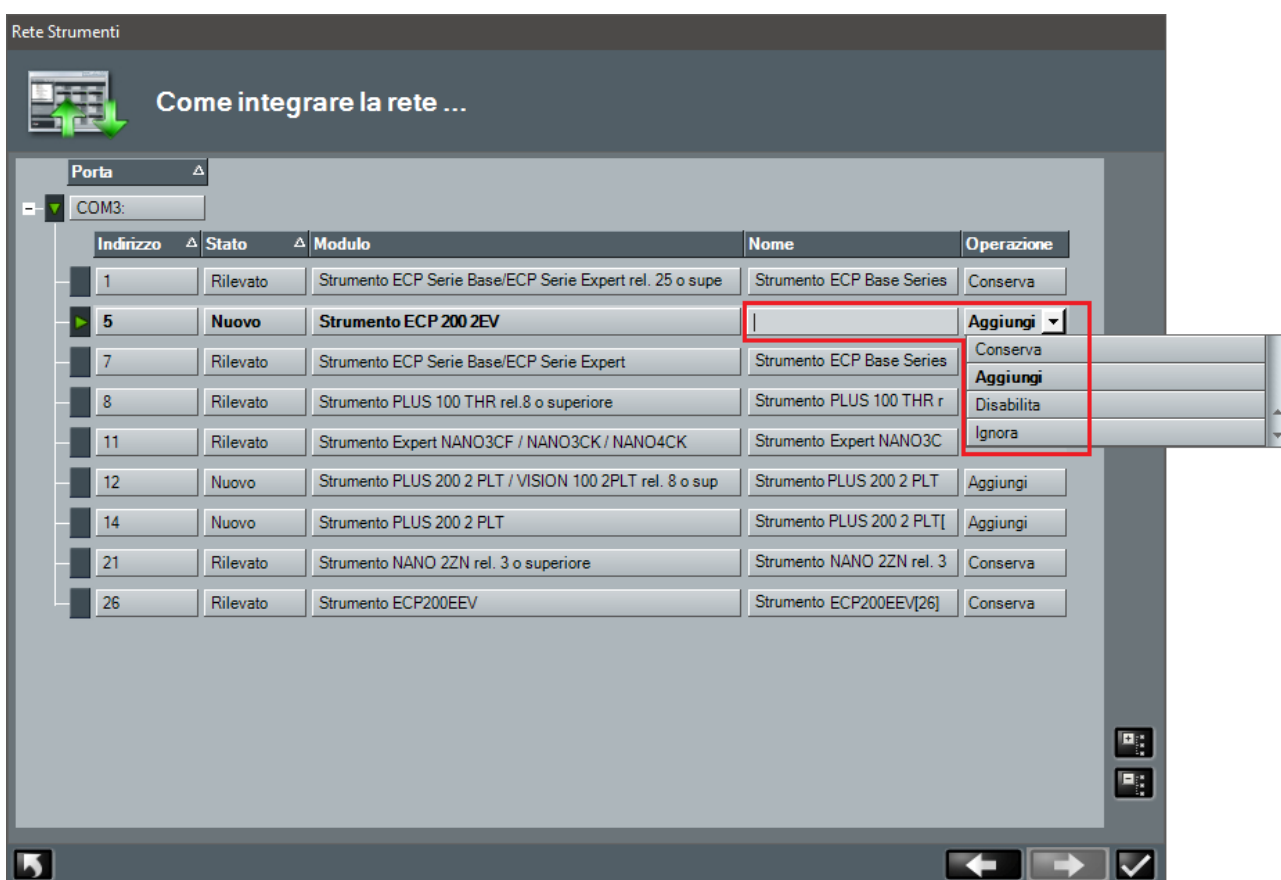 Rete Strumenti
Come integrare la rete ...
Porta
COM3:
Indirizzo Stato Modulo Nome Operazione
1 Rilevato Strumento ECP Serie Base/ECP Serie Expert rel. 25 o supe Strumento ECP Base Series Conserva
5 Nuovo Strumento ECP 200 2EV Aggiungi
7 Rilevato Strumento ECP Serie Base/ECP Serie Expert Strumento ECP Base Series
Conserva
Aggiungi
Disabilita
Ignora
8 Rilevato Strumento PLUS 100 THR rel.8 o superiore Strumento PLUS 100 THR r
11 Rilevato Strumento Expert NANO3CF / NANO3CK / NANO4CK Strumento Expert NANO3C
12 Nuovo Strumento PLUS 200 2 PLT / VISION 100 2PLT rel. 8 o sup Strumento PLUS 200 2 PLT Aggiungi
14 Nuovo Strumento PLUS 200 2 PLT Strumento PLUS 200 2 PLT[ Aggiungi
21 Rilevato Strumento NANO 2ZN rel. 3 o superiore Strumento NANO 2ZN rel. 3 Conserva
26 Rilevato Strumento ECP200EEV Strumento ECP200EEV[26] Conserva